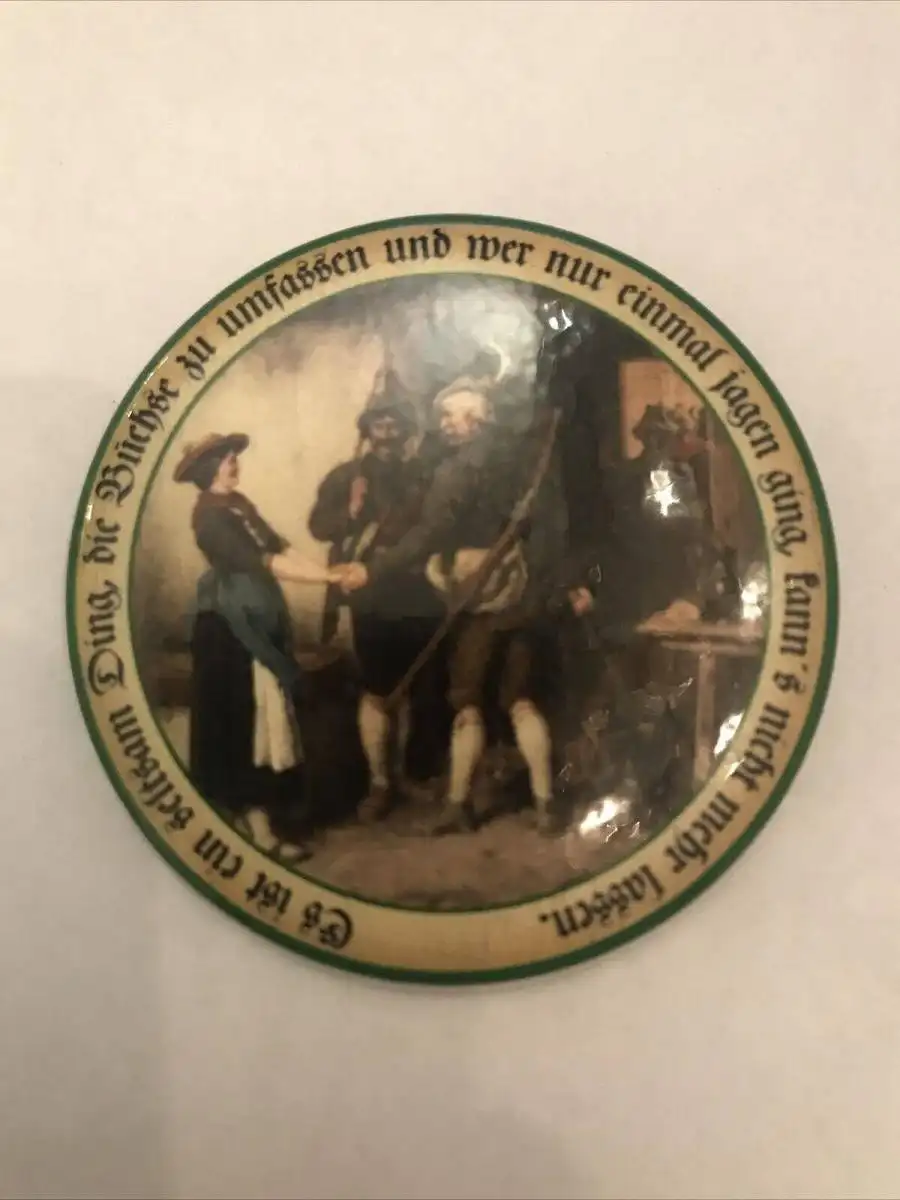 Es ist ein seltsam Ding, die Büchse zu umfassen und wer nur einmal jagen ging, kann´s nicht mehr lassen.